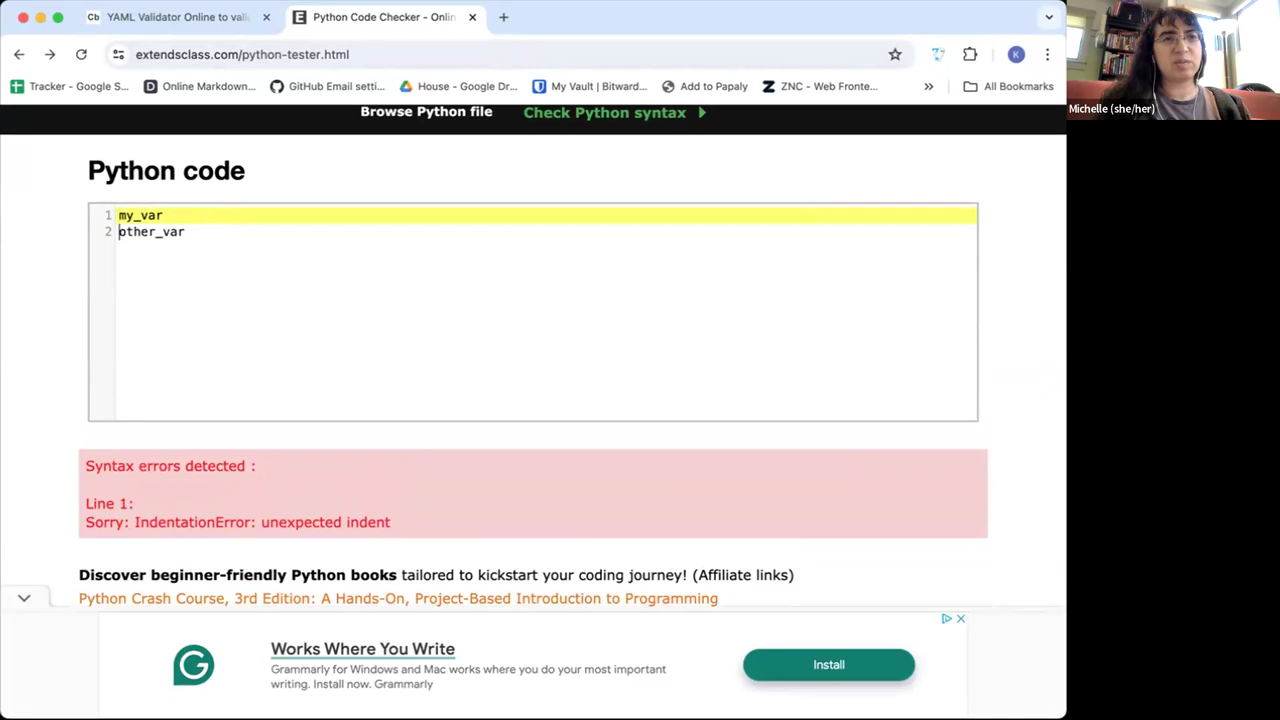 Cb YAML Validator Online to vali
E Python Code Checker - Onlin
extendsclass.com/python-tester.html
K
Tracker - Google S...
Online Markdown...
GitHub Email setti...
House - Google Dr...
My Vault | Bitward...
Add to Papaly
ZNC - Web Fronte...
»
All Bookmarks
Michelle (she/her)
Browse Python file
Check Python syntax
Python code
1 my_var
2 other_var
Syntax errors detected :
Line 1:
Sorry: IndentationError: unexpected indent
Discover beginner-friendly Python books tailored to kickstart your coding journey! (Affiliate links)
Python Crash Course, 3rd Edition: A Hands-On, Project-Based Introduction to Programming
G
Works Where You Write
Grammarly for Windows and Mac works where you do your most important
writing. Install now. Grammarly
Install